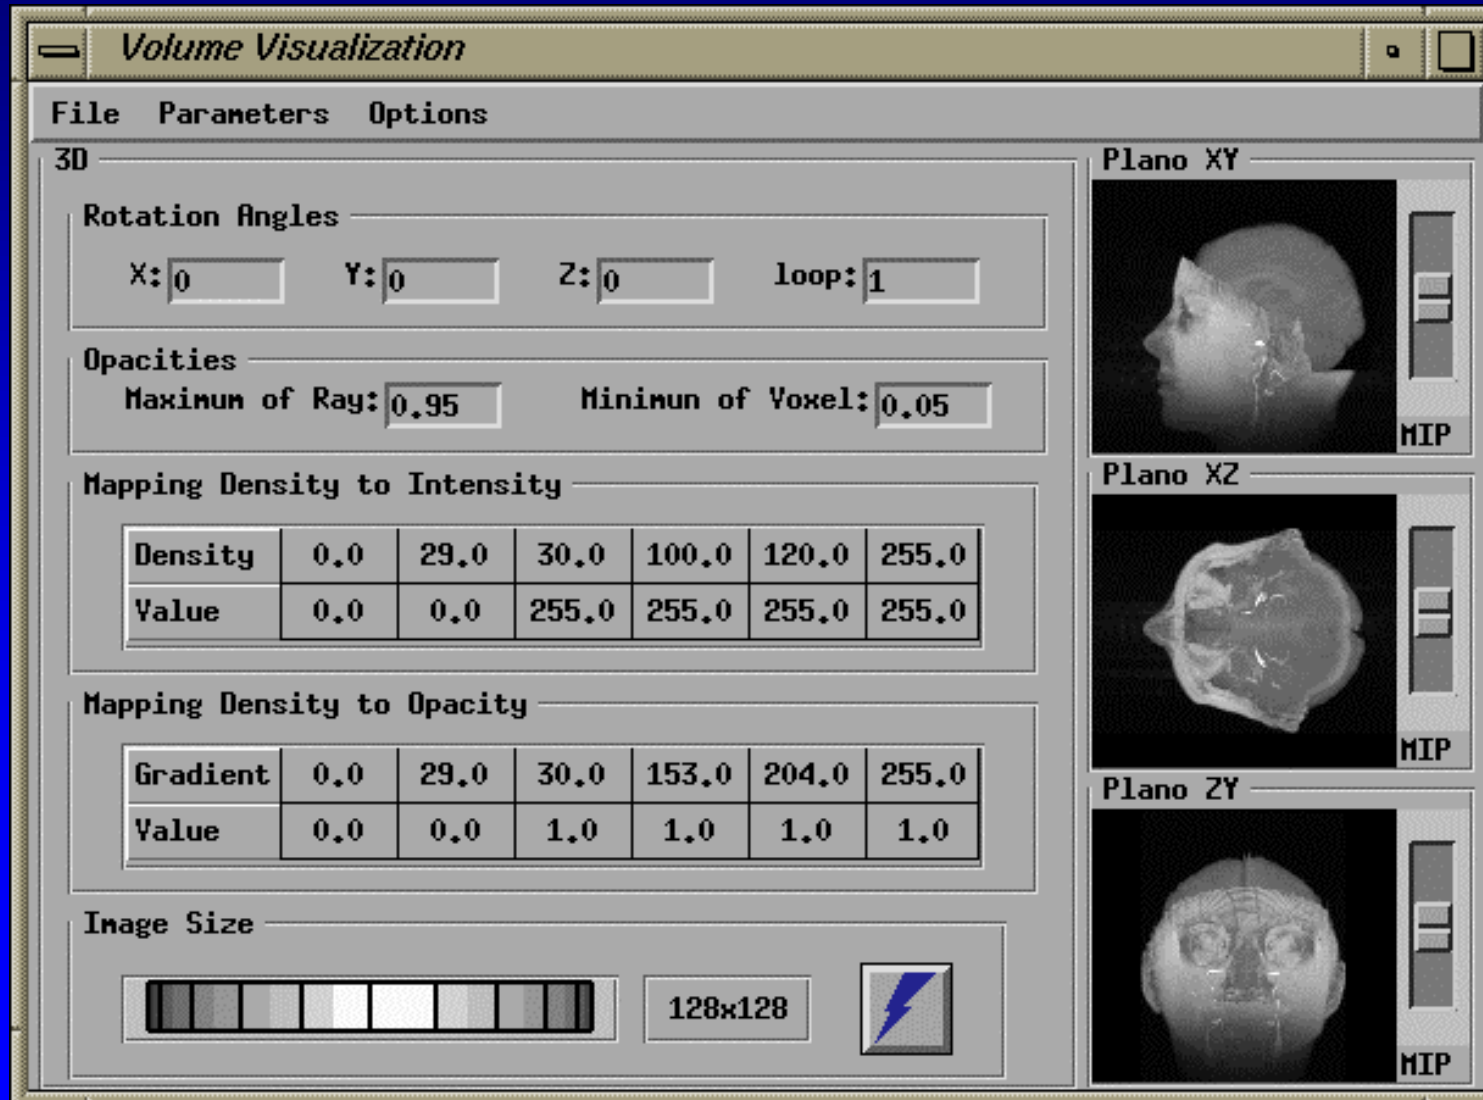 Volume Visualization
File Parameters Options
3D
Rotation Angles
X: 0 Y: 0 Z: 0 loop: 1
Opacities
Maximum of Ray: 0.95 Minimun of Voxel: 0.05
Mapping Density to Intensity
Density 0.0 29.0 30.0 100.0 120.0 255.0
Value 0.0 0.0 255.0 255.0 255.0 255.0
Mapping Density to Opacity
Gradient 0.0 29.0 30.0 153.0 204.0 255.0
Value 0.0 0.0 1.0 1.0 1.0 1.0
Image Size
128x128
Plano XY
MIP
Plano XZ
MIP
Plano ZY
MIP